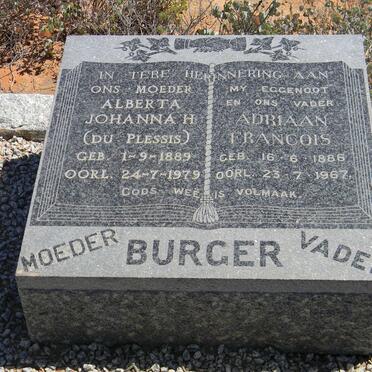 IN TERE HERINNERING AAN
ONS MOEDER
ALBERTA
JOHANNA H
(DU PLESSIS)
GEB. 1-9-1889
OORL. 24-7-1979
MY EGGENOOT
EN ONS VADER
ADRIAAN
FRANCOIS
GEB. 16-6-1886
OORL. 23-7-1967.
GODS WEË IS VOLMAAK.
MOEDER BURGER VADER